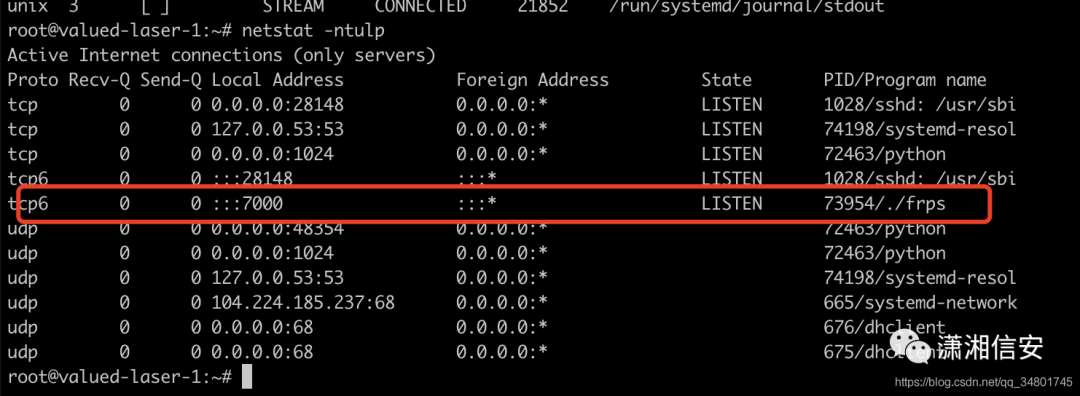 unix 3 [ ] STREAM CONNECTED 21852 /run/systemd/journal/stdout
root@valued-laser-1:~# netstat -ntulp
Active Internet connections (only servers)
Proto Recv-Q Send-Q Local Address Foreign Address State PID/Program name
tcp 0 0 0.0.0.0:28148 0.0.0.0:* LISTEN 1028/sshd: /usr/sbi
tcp 0 0 127.0.0.53:53 0.0.0.0:* LISTEN 74198/systemd-resol
tcp 0 0 0.0.0.0:1024 0.0.0.0:* LISTEN 72463/python
tcp6 0 0 :::28148 :::* LISTEN 1028/sshd: /usr/sbi
tcp6 0 0 :::7000 :::* LISTEN 73954/./frps
udp 0 0 0.0.0.0:48354 0.0.0.0:* 72463/python
udp 0 0 0.0.0.0:1024 0.0.0.0:* 72463/python
udp 0 0 127.0.0.53:53 0.0.0.0:* 74198/systemd-resol
udp 0 0 104.224.185.237:68 0.0.0.0:* 665/systemd-network
udp 0 0 0.0.0.0:68 0.0.0.0:* 676/dhclient
udp 0 0 0.0.0.0:68 0.0.0.0:* 675/dhclient
潇湘信安
root@valued-laser-1:~#
https://blog.csdn.net/qq_34801745